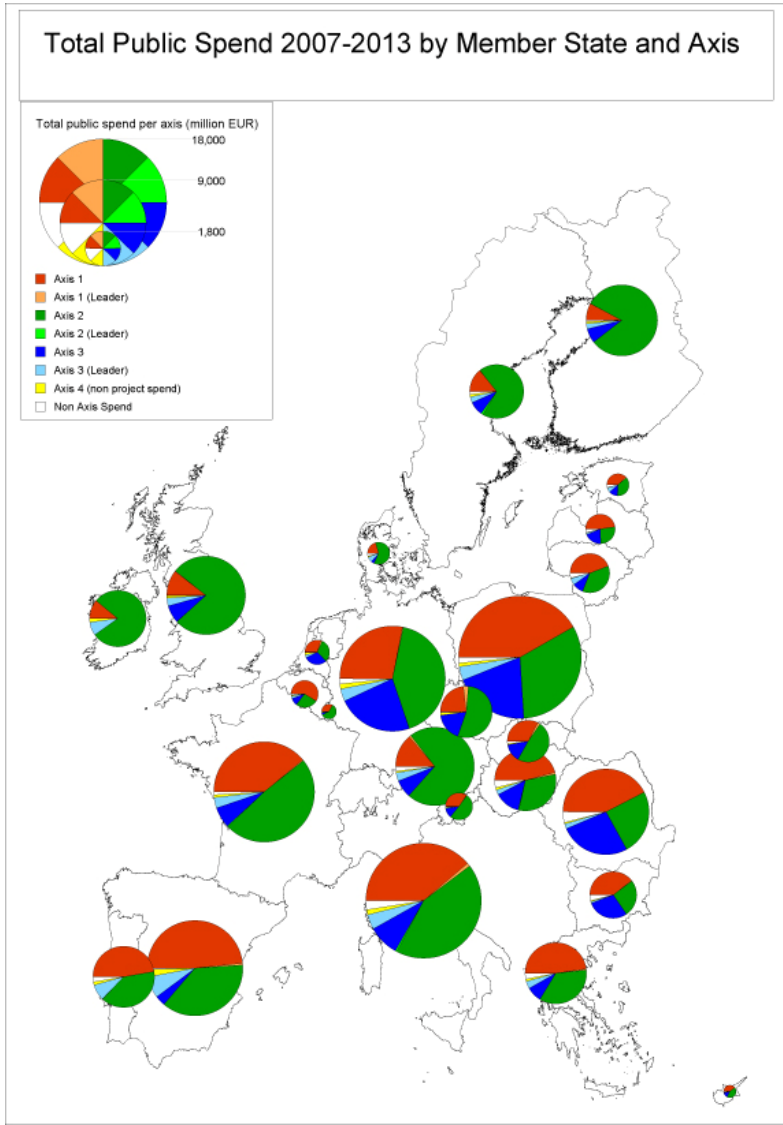 Total Public Spend 2007-2013 by Member State and Axis
Total public spend per axis (million EUR)
18,000
9,000
1,800
Axis 1
Axis 1 (Leader)
Axis 2
Axis 2 (Leader)
Axis 3
Axis 3 (Leader)
Axis 4 (non project spend)
Non Axis Spend